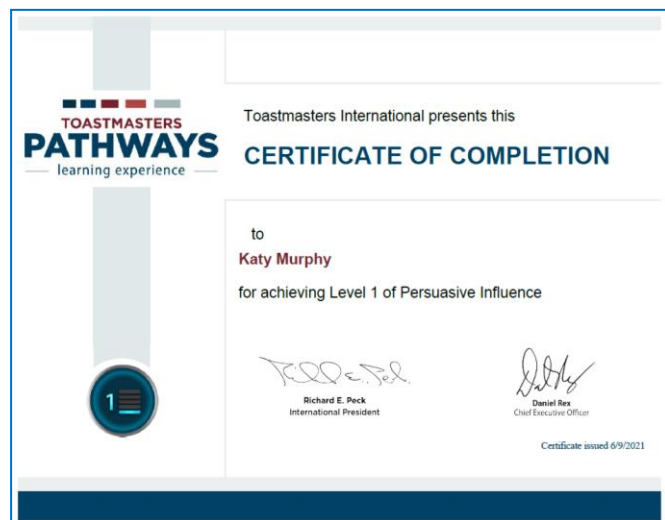 TOASTMASTERS
PATHWAYS
learning experience
Toastmasters International presents this
CERTIFICATE OF COMPLETION
to
Katy Murphy
for achieving Level 1 of Persuasive Influence
1
Richard E. Peck
International President
Daniel Rex
Chief Executive Officer
Certificate issued 6/9/2021